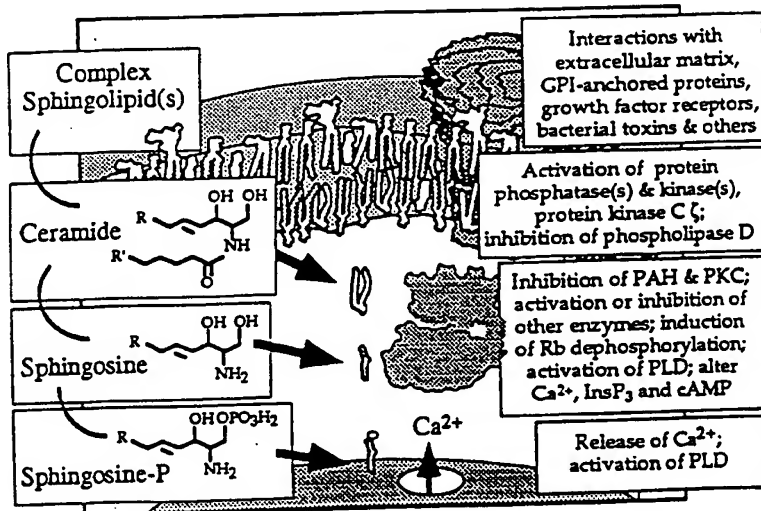 Complex
Sphingolipid(s)
Interactions with
extracellular matrix,
GPI-anchored proteins,
growth factor receptors,
bacterial toxins & others
Ceramide
OH OH
R
NH
R'
O
Activation of protein
phosphatase(s) & kinase(s),
protein kinase C ζ;
inhibition of phospholipase D
Sphingosine
OH OH
R
NH₂
Inhibition of PAH & PKC;
activation or inhibition of
other enzymes; induction
of Rb dephosphorylation;
activation of PLD; alter
Ca²⁺, InsP₃ and cAMP
Sphingosine-P
OH OPO₃H₂
R
NH₂
Ca²⁺
Release of Ca²⁺;
activation of PLD